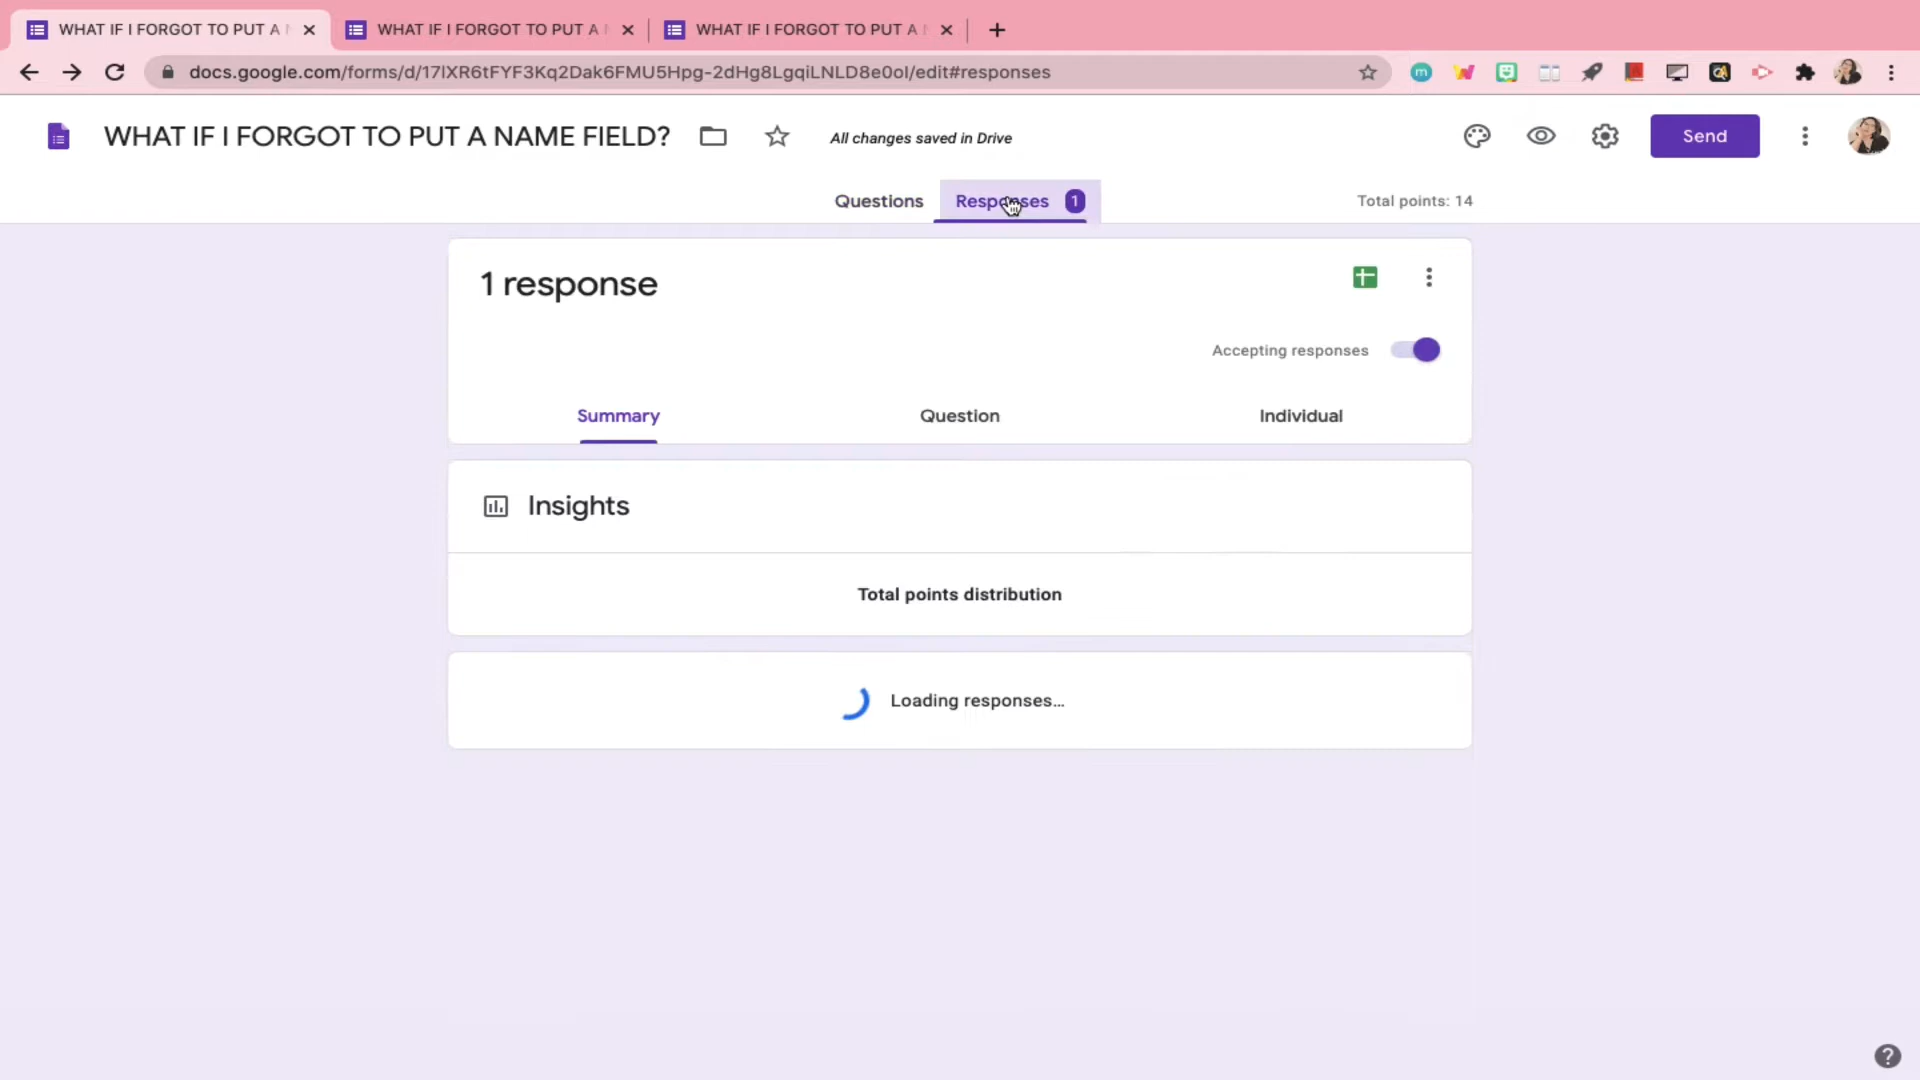 WHAT IF I FORGOT TO PUT A
WHAT IF I FORGOT TO PUT A
WHAT IF I FORGOT TO PUT A
docs.google.com/forms/d/17lXR6tFYF3Kq2Dak6FMU5Hpg-2dHg8LgqiLNLD8e0oI/edit#responses
WHAT IF I FORGOT TO PUT A NAME FIELD?
All changes saved in Drive
Send
Questions
Responses 1
Total points: 14
1 response
Accepting responses
Summary
Question
Individual
Insights
Total points distribution
Loading responses...